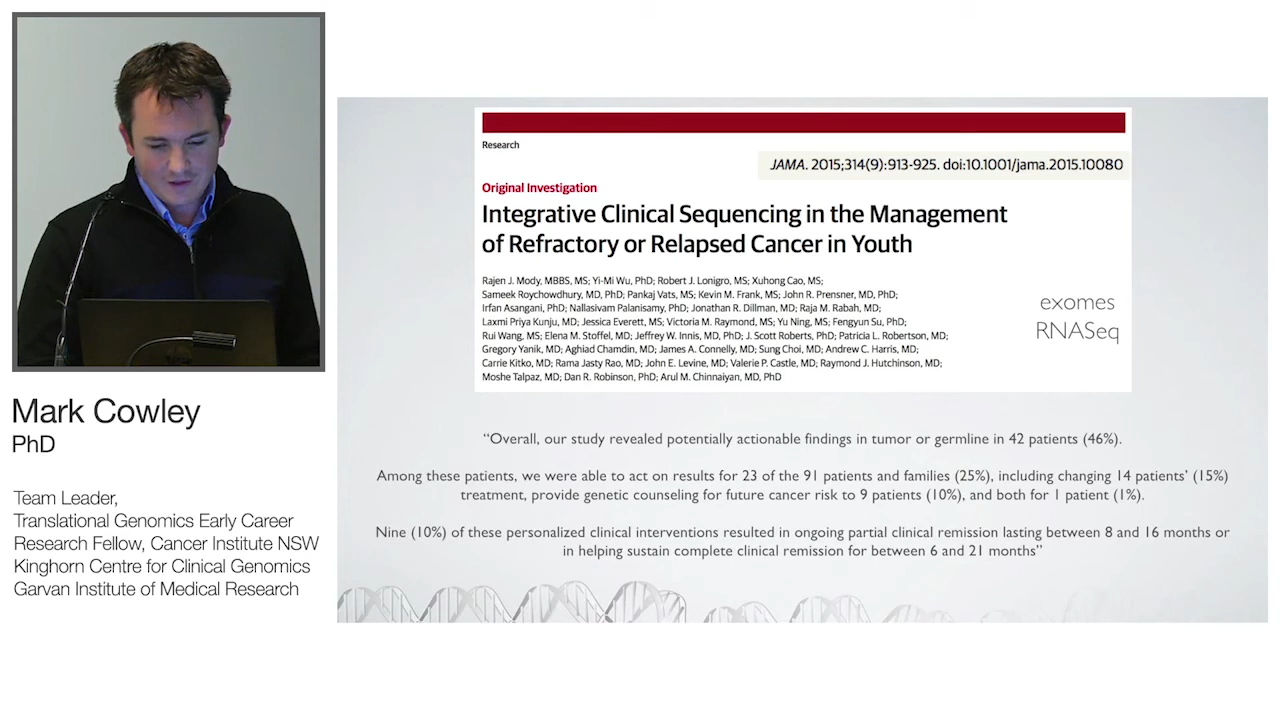 Mark Cowley
PhD
Team Leader,
Translational Genomics Early Career
Research Fellow, Cancer Institute NSW
Kinghorn Centre for Clinical Genomics
Garvan Institute of Medical Research
Research
JAMA. 2015;314(9):913-925. doi:10.1001/jama.2015.10080
Original Investigation
Integrative Clinical Sequencing in the Management
of Refractory or Relapsed Cancer in Youth
Rajen J. Mody, MBBS, MS; Yi-Mi Wu, PhD; Robert J. Lonigro, MS; Xuhong Cao, MS;
Sameek Roychowdhury, MD, PhD; Pankaj Vats, MS; Kevin M. Frank, MS; John R. Prensner, MD, PhD;
Irfan Asangani, PhD; Nallasivam Palanisamy, PhD; Jonathan R. Dillman, MD; Raja M. Rabah, MD;
Laxmi Priya Kunju, MD; Jessica Everett, MS; Victoria M. Raymond, MS; Yu Ning, MS; Fengyun Su, PhD;
Rui Wang, MS; Elena M. Stoffel, MD; Jeffrey W. Innis, MD, PhD; J. Scott Roberts, PhD; Patricia L. Robertson, MD;
Gregory Yanik, MD; Aghiad Chamdin, MD; James A. Connelly, MD; Sung Choi, MD; Andrew C. Harris, MD;
Carrie Kitko, MD; Rama Jasty Rao, MD; John E. Levine, MD; Valerie P. Castle, MD; Raymond J. Hutchinson, MD;
Moshe Talpaz, MD; Dan R. Robinson, PhD; Arul M. Chinnaiyan, MD, PhD
exomes
RNASeq
“Overall, our study revealed potentially actionable findings in tumor or germline in 42 patients (46%).
Among these patients, we were able to act on results for 23 of the 91 patients and families (25%), including changing 14 patients’ (15%)
treatment, provide genetic counseling for future cancer risk to 9 patients (10%), and both for 1 patient (1%).
Nine (10%) of these personalized clinical interventions resulted in ongoing partial clinical remission lasting between 8 and 16 months or
in helping sustain complete clinical remission for between 6 and 21 months”